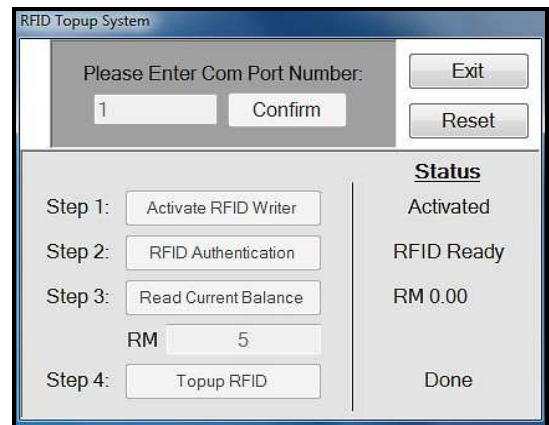 RFID Topup System
Please Enter Com Port Number:
1 Confirm
Exit
Reset
Status
Step 1: Activate RFID Writer Activated
Step 2: RFID Authentication RFID Ready
Step 3: Read Current Balance RM 0.00
RM 5
Step 4: Topup RFID Done